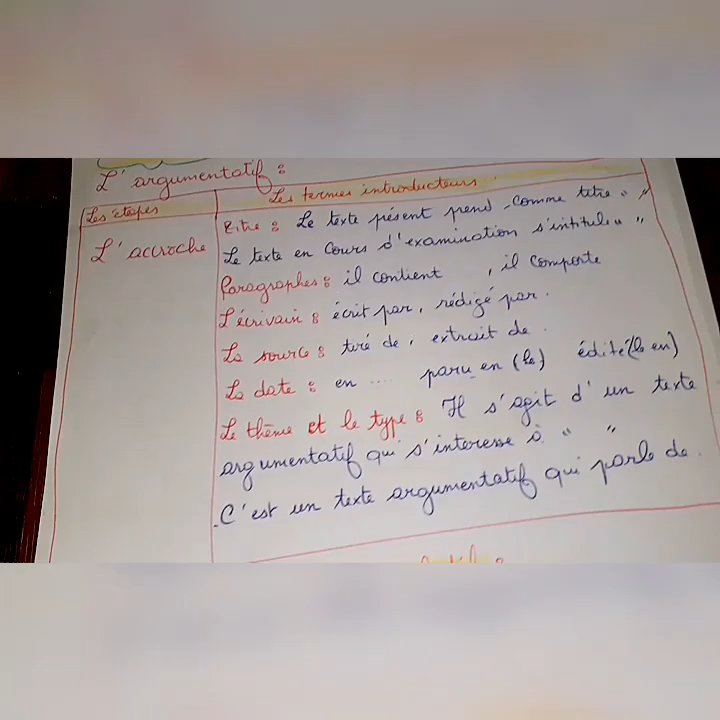 L'argumentatif :
Les étapes
Les termes introducteurs
L'accroche
Titre : Le texte présent prend comme titre " "
Le texte en cours d'examination s'intitule " "
Paragraphes : il contient , il comporte
L'écrivain : écrit par, rédigé par.
La source : tiré de, extrait de.
La date : en .... paru en (le) édité (le en)
Le thème et le type : Il s'agit d'un texte
argumentatif qui s'interesse à " "
C'est un texte argumentatif qui parle de.